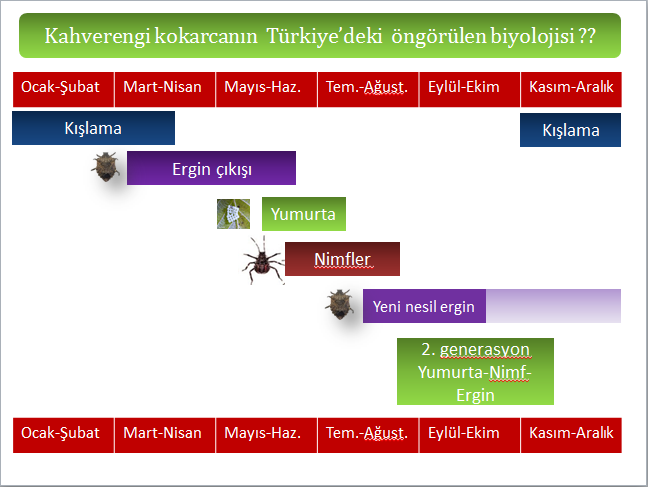 Kahverengi kokarcanın Türkiye’deki öngörülen biyolojisi ??
Ocak-Şubat Mart-Nisan Mayıs-Haz. Tem.-Ağust. Eylül-Ekim Kasım-Aralık
Kışlama
Kışlama
Ergin çıkışı
Yumurta
Nimfler
Yeni nesil ergin
2. generasyon
Yumurta-Nimf-
Ergin
Ocak-Şubat Mart-Nisan Mayıs-Haz. Tem.-Ağust. Eylül-Ekim Kasım-Aralık